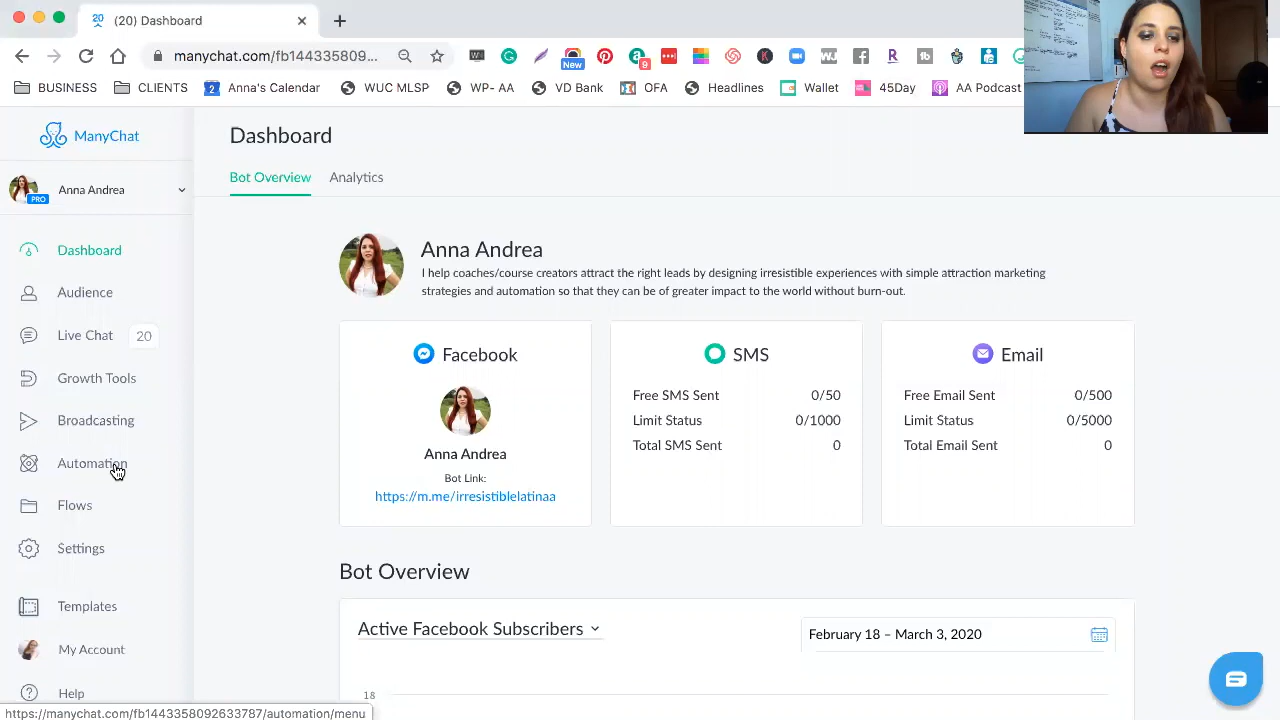 (20) Dashboard
manychat.com/fb144335809...
New
9
BUSINESS
CLIENTS
2
Anna's Calendar
WUC MLSP
WP- AA
VD Bank
OFA
Headlines
Wallet
45Day
AA Podcast
ManyChat
PRO
Anna Andrea
Dashboard
Audience
Live Chat 20
Growth Tools
Broadcasting
Automation
Flows
Settings
Templates
My Account
Help
https://manychat.com/fb1443358092633787/automation/menu
Dashboard
Bot Overview
Analytics
Anna Andrea
I help coaches/course creators attract the right leads by designing irresistible experiences with simple attraction marketing
strategies and automation so that they can be of greater impact to the world without burn-out.
Facebook
Anna Andrea
Bot Link:
https://m.me/irresistiblelatinaa
SMS
Free SMS Sent 0/50
Limit Status 0/1000
Total SMS Sent 0
Email
Free Email Sent 0/500
Limit Status 0/5000
Total Email Sent 0
Bot Overview
Active Facebook Subscribers
February 18 – March 3, 2020
18